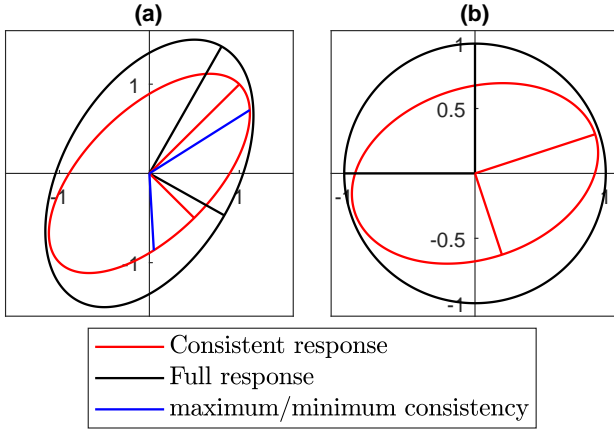 (a)
(b)
1
-1
1
-1
1
0.5
-1
1
-0.5
-1
Consistent response
Full response
maximum/minimum consistency